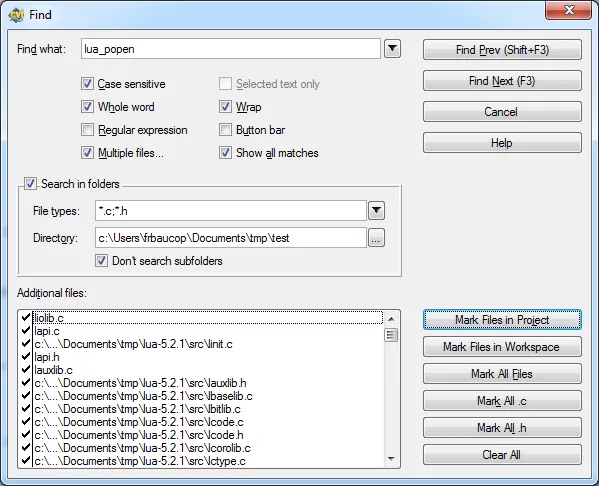 CVI Find
Find what: lua_popen Find Prev (Shift+F3)
Find Next (F3)
Case sensitive Selected text only
Whole word Wrap Cancel
Regular expression Button bar
Multiple files... Show all matches Help
Search in folders
File types: *.c;*.h
Directory: c:\Users\frbaucop\Documents\tmp\test ...
Don't search subfolders
Additional files:
liolib.c Mark Files in Project
lapi.c
c:\...\Documents\tmp\lua-5.2.1\src\linit.c Mark Files in Workspace
lapi.h
lauxlib.c Mark All Files
c:\...\Documents\tmp\lua-5.2.1\src\lauxlib.h
c:\...\Documents\tmp\lua-5.2.1\src\lbaselib.c Mark All .c
c:\...\Documents\tmp\lua-5.2.1\src\lbitlib.c
c:\...\Documents\tmp\lua-5.2.1\src\lcode.c Mark All .h
c:\...\Documents\tmp\lua-5.2.1\src\lcode.h
c:\...\Documents\tmp\lua-5.2.1\src\lcorolib.c Clear All
c:\...\Documents\tmp\lua-5.2.1\src\lctype.c